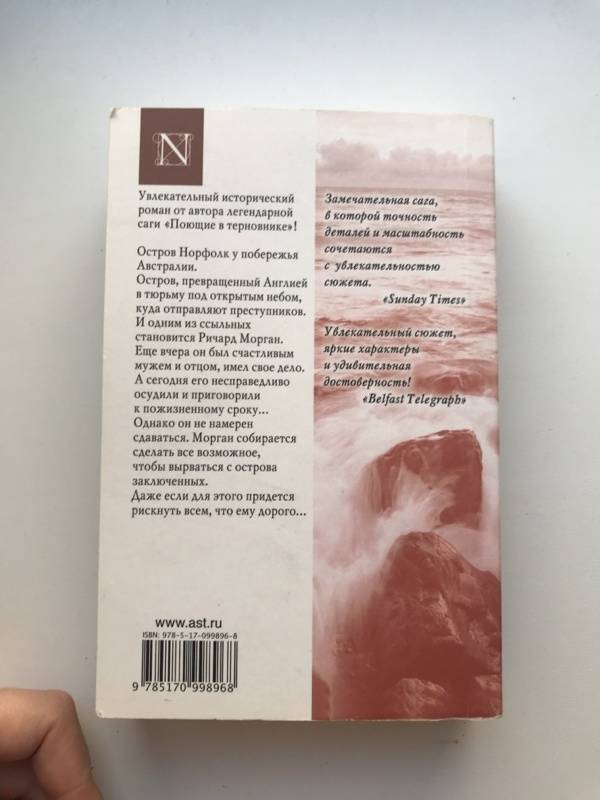 N
Увлекательный исторический
роман от автора легендарной
саги «Поющие в терновнике»!
Остров Норфолк у побережья
Австралии.
Остров, превращенный Англией
в тюрьму под открытым небом,
куда отправляют преступников.
И одним из ссыльных
становится Ричард Морган.
Еще вчера он был счастливым
мужем и отцом, имел свое дело.
А сегодня его несправедливо
осудили и приговорили
к пожизненному сроку...
Однако он не намерен
сдаваться. Морган собирается
сделать все возможное,
чтобы вырваться с острова
заключенных.
Даже если для этого придется
рискнуть всем, что ему дорого...
Замечательная сага,
в которой точность
деталей и масштабность
сочетаются
с увлекательностью
сюжета.
«Sunday Times»
Увлекательный сюжет,
яркие характеры
и удивительная
достоверность!
«Belfast Telegraph»
www.ast.ru
ISBN: 978-5-17-099896-8
9 785170 998968